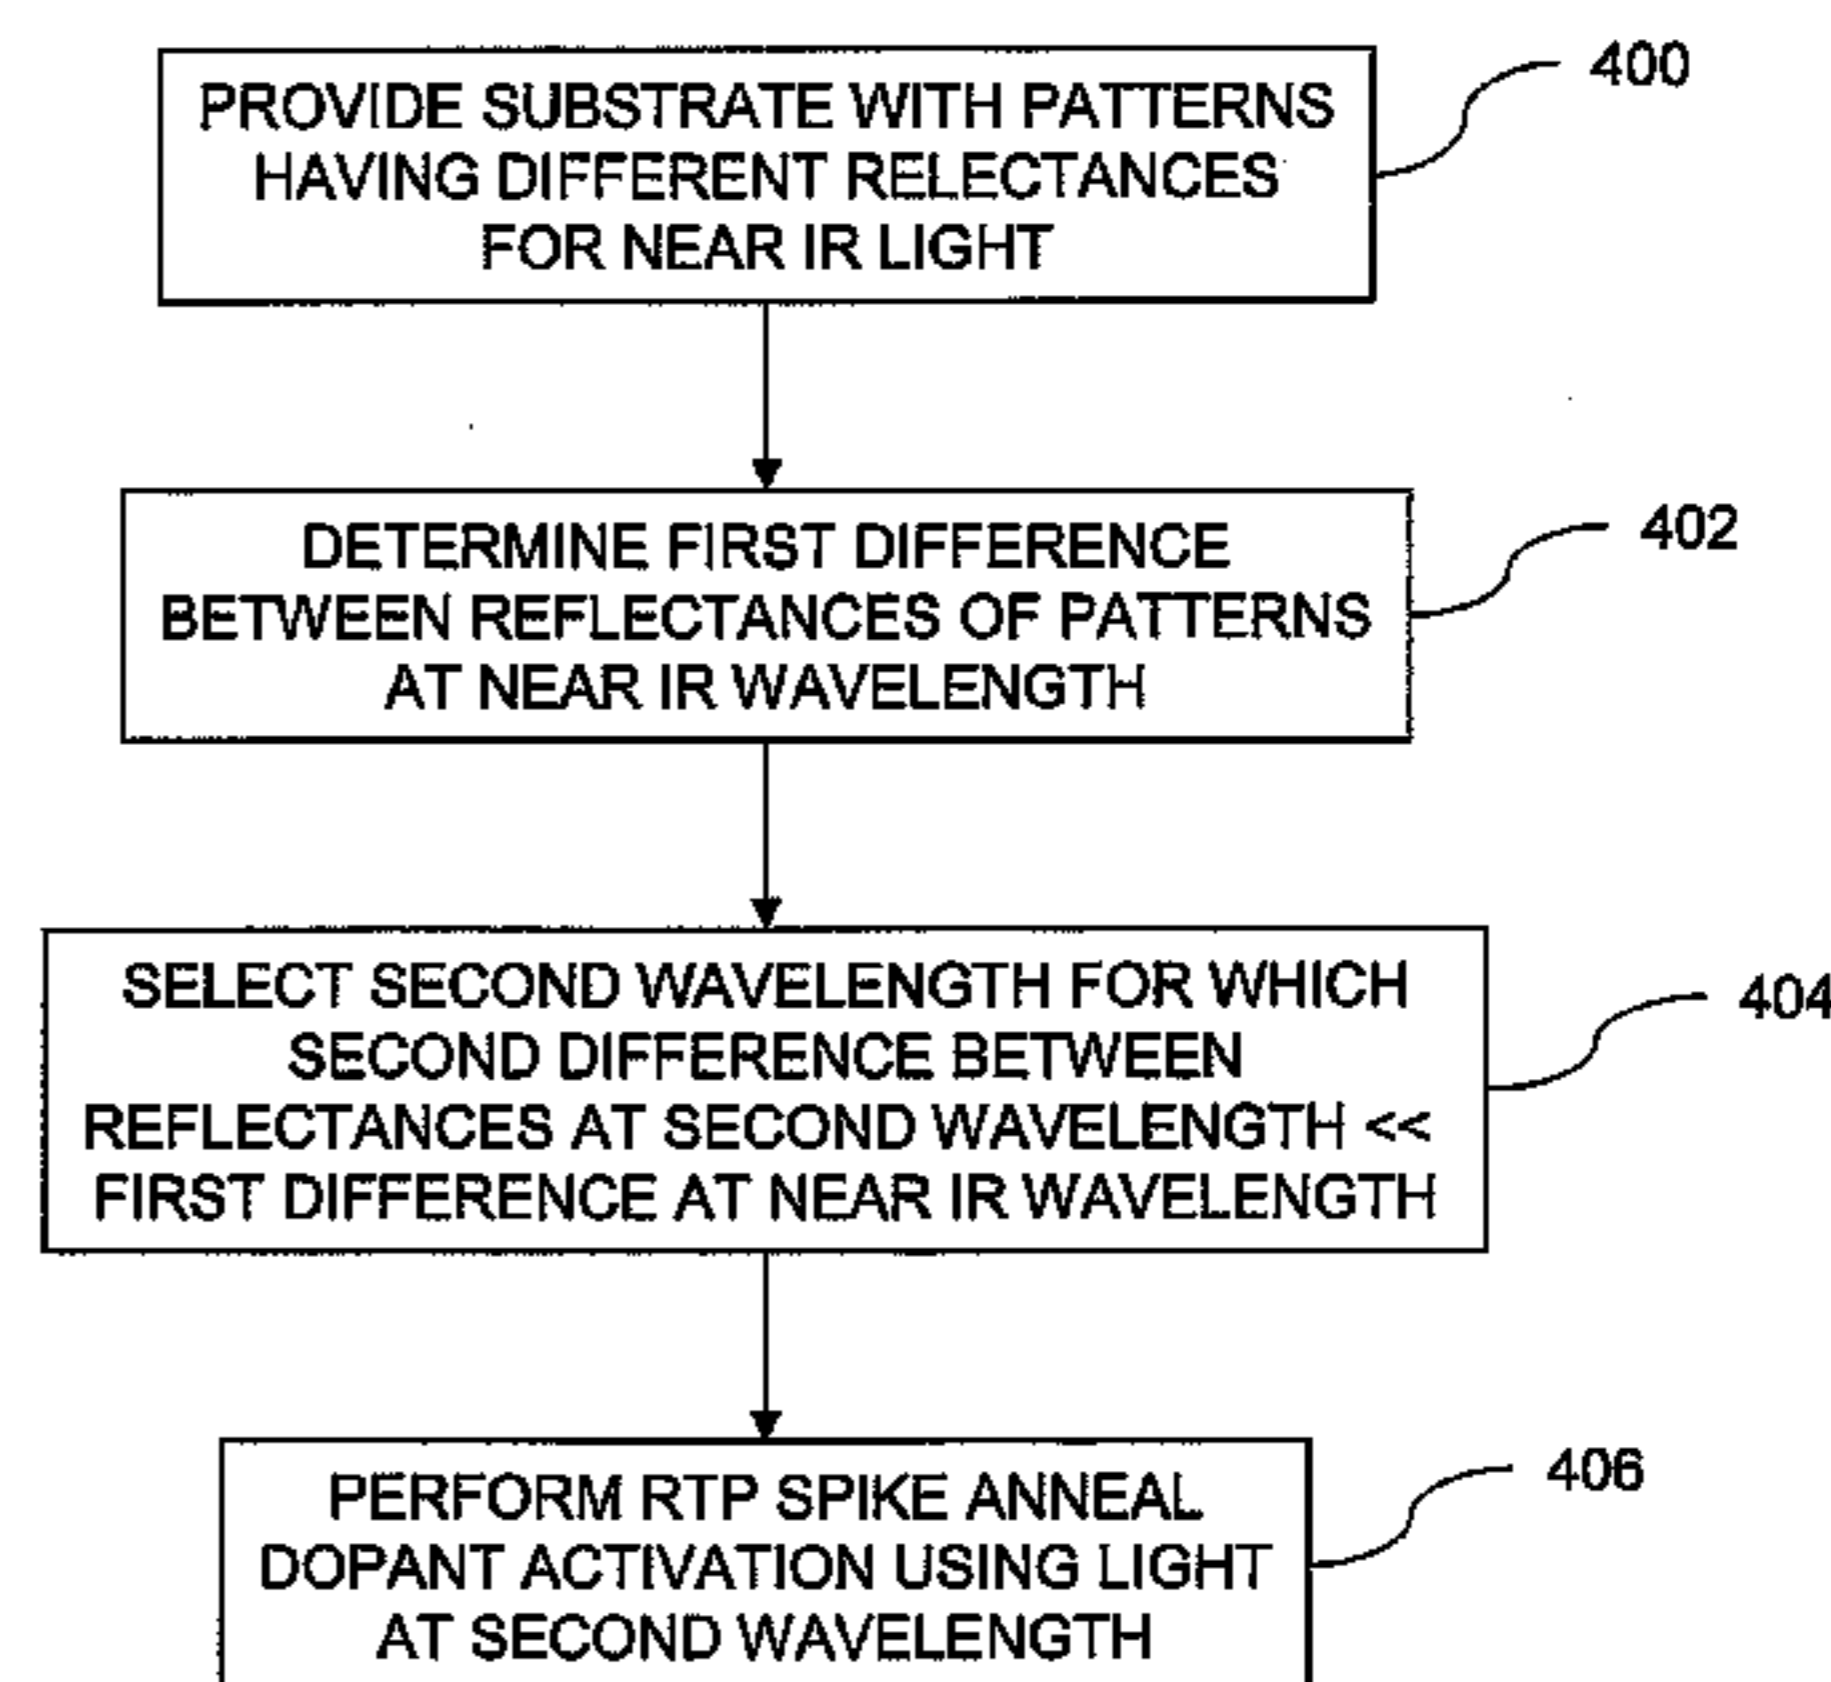 PROVIDE SUBSTRATE WITH PATTERNS
HAVING DIFFERENT RELECTANCES
FOR NEAR IR LIGHT
400
DETERMINE FIRST DIFFERENCE
BETWEEN REFLECTANCES OF PATTERNS
AT NEAR IR WAVELENGTH
402
SELECT SECOND WAVELENGTH FOR WHICH
SECOND DIFFERENCE BETWEEN
REFLECTANCES AT SECOND WAVELENGTH <<
FIRST DIFFERENCE AT NEAR IR WAVELENGTH
404
PERFORM RTP SPIKE ANNEAL
DOPANT ACTIVATION USING LIGHT
AT SECOND WAVELENGTH
406